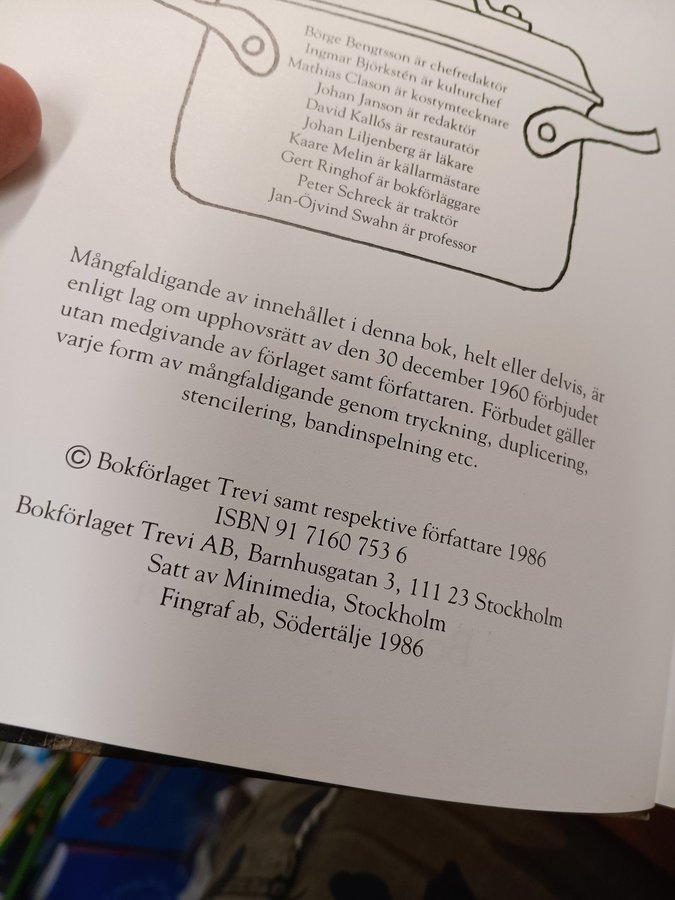 Börge Bengtsson är chefredaktör
Ingmar Björkstén är kulturchef
Mathias Clason är kostymtecknare
Johan Janson är redaktör
David Kallós är restauratör
Johan Liljenberg är läkare
Kaare Melin är källarmästare
Gert Ringhof är bokförläggare
Peter Schreck är traktör
Jan-Öjvind Swahn är professor
Mångfaldigande av innehållet i denna bok, helt eller delvis, är
enligt lag om upphovsrätt av den 30 december 1960 förbjudet
utan medgivande av förlaget samt författaren. Förbudet gäller
varje form av mångfaldigande genom tryckning, duplicering,
stencilering, bandinspelning etc.
© Bokförlaget Trevi samt respektive författare 1986
ISBN 91 7160 753 6
Bokförlaget Trevi AB, Barnhusgatan 3, 111 23 Stockholm
Satt av Minimedia, Stockholm
Fingraf ab, Södertälje 1986